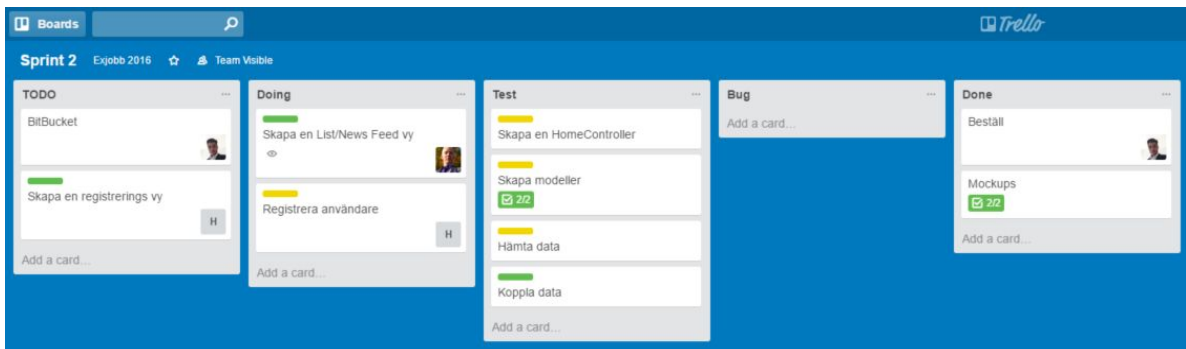 Boards
Trello
Sprint 2 Exjobb 2016 Team Visible
TODO
BitBucket
Skapa en registrerings vy
H
Add a card...
Doing
Skapa en List/News Feed vy
Registrera användare
H
Add a card...
Test
Skapa en HomeController
Skapa modeller
2/2
Hämta data
Koppla data
Add a card...
Bug
Add a card...
Done
Beställ
Mockups
2/2
Add a card...